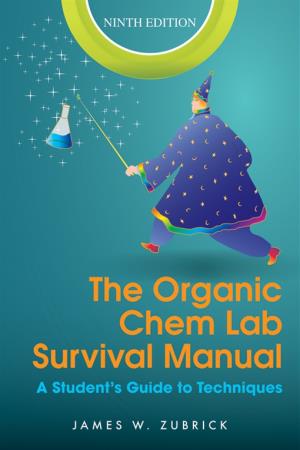 NINTH EDITION
The Organic
Chem Lab
Survival Manual
A Student's Guide to Techniques
JAMES W. ZUBRICK